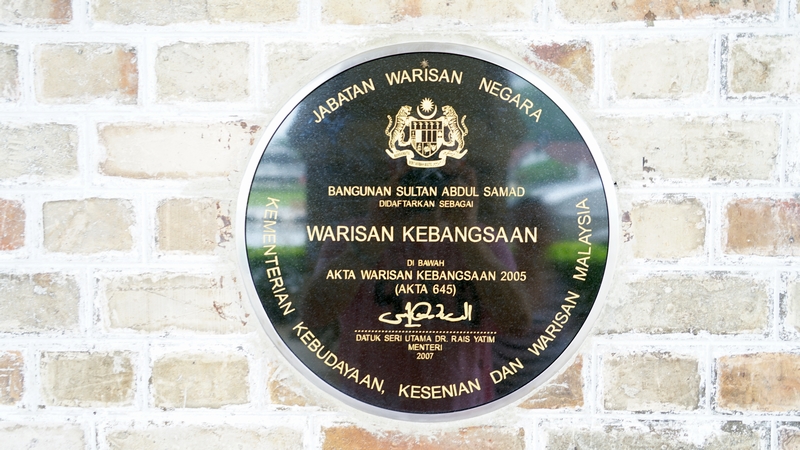 JABATAN WARISAN NEGARA
BANGUNAN SULTAN ABDUL SAMAD
DIDAFTARKAN SEBAGAI
WARISAN KEBANGSAAN
DI BAWAH
AKTA WARISAN KEBANGSAAN 2005
(AKTA 645)
DATUK SERI UTAMA DR. RAIS YATIM
MENTERI
2007
KEMENTERIAN KEBUDAYAAN, KESENIAN DAN WARISAN MALAYSIA